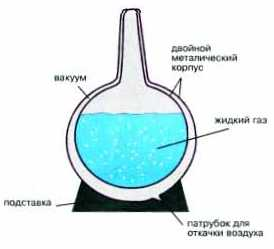 двойной
металический
корпус
вакуум
жидкий газ
подставка
патрубок для
откачки воздуха